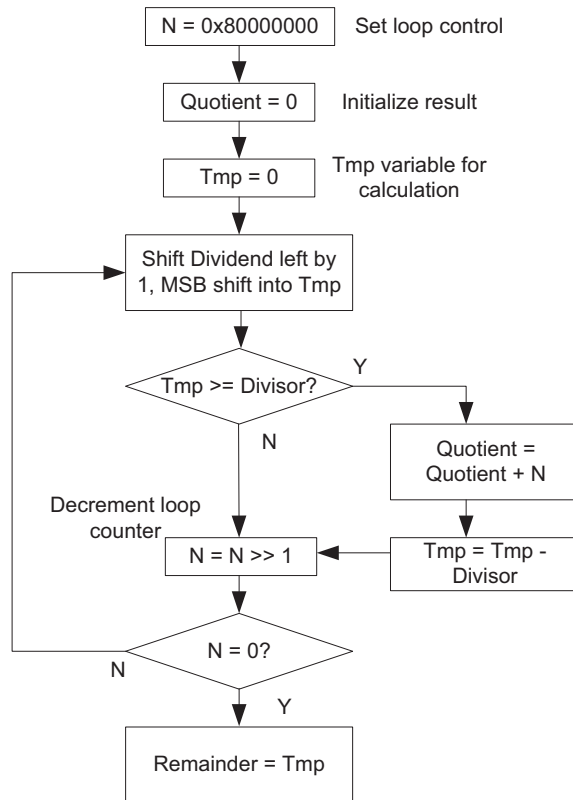 N = 0x80000000
Set loop control
Quotient = 0
Initialize result
Tmp = 0
Tmp variable for
calculation
Shift Dividend left by
1, MSB shift into Tmp
Tmp >= Divisor?
Y
N
Quotient =
Quotient + N
Tmp = Tmp -
Divisor
Decrement loop
counter
N = N >> 1
N = 0?
N
Y
Remainder = Tmp